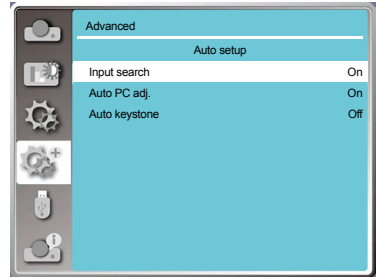 Advanced
Auto setup
Input search On
Auto PC adj. On
Auto keystone Off